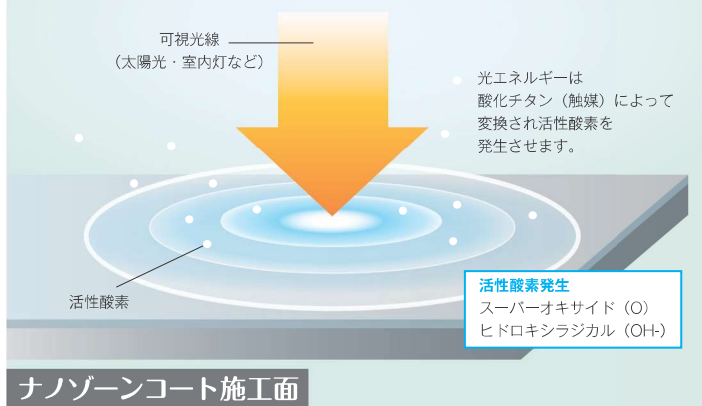 可視光線
（太陽光・室内灯など）
光エネルギーは
酸化チタン（触媒）によって
変換され活性酸素を
発生させます。
活性酸素
活性酸素発生
スーパーオキサイド（O）
ヒドロキシラジカル（OH-）
ナノゾーンコート施工面